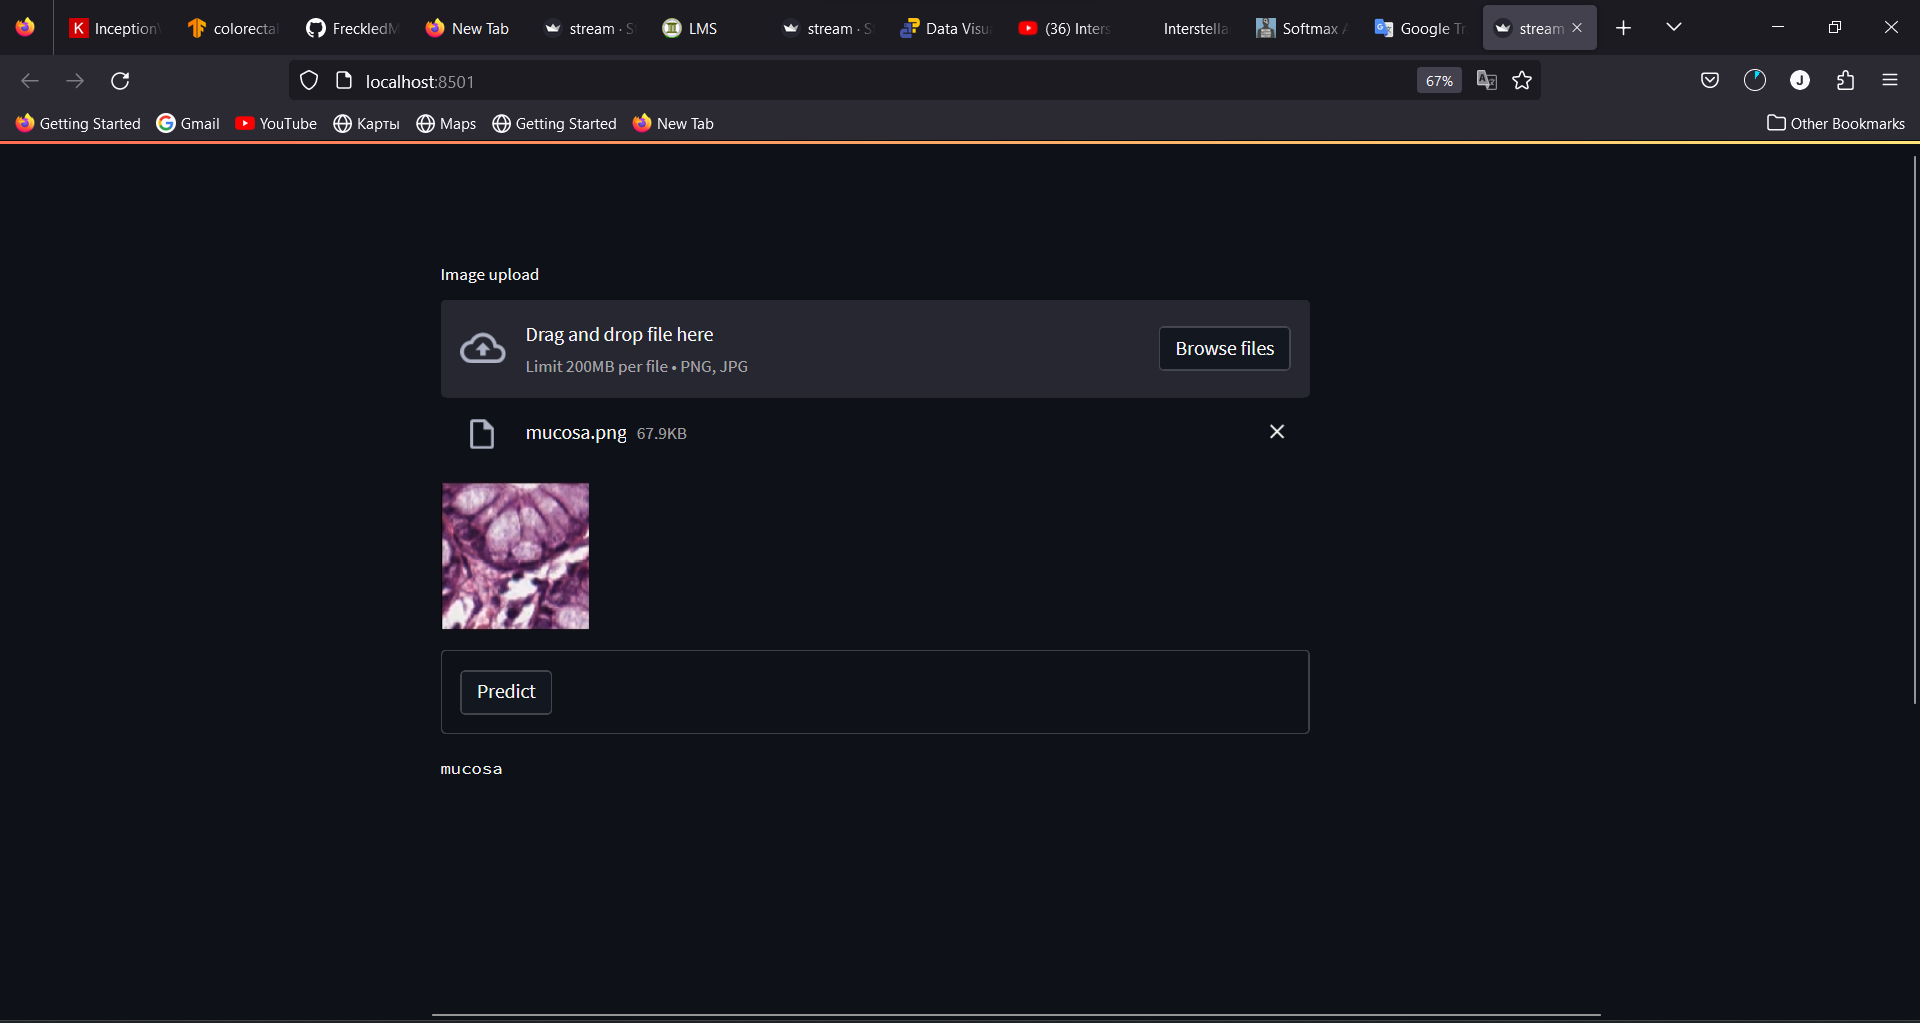 Inception
colorectal
FreckledM
New Tab
stream · S
LMS
stream · S
Data Visu
(36) Inters
Interstella
Softmax A
Google Tr
stream
localhost:8501
67%
J
Getting Started
Gmail
YouTube
Карты
Maps
Getting Started
New Tab
Other Bookmarks
Image upload
Drag and drop file here
Limit 200MB per file • PNG, JPG
Browse files
mucosa.png 67.9KB
Predict
mucosa